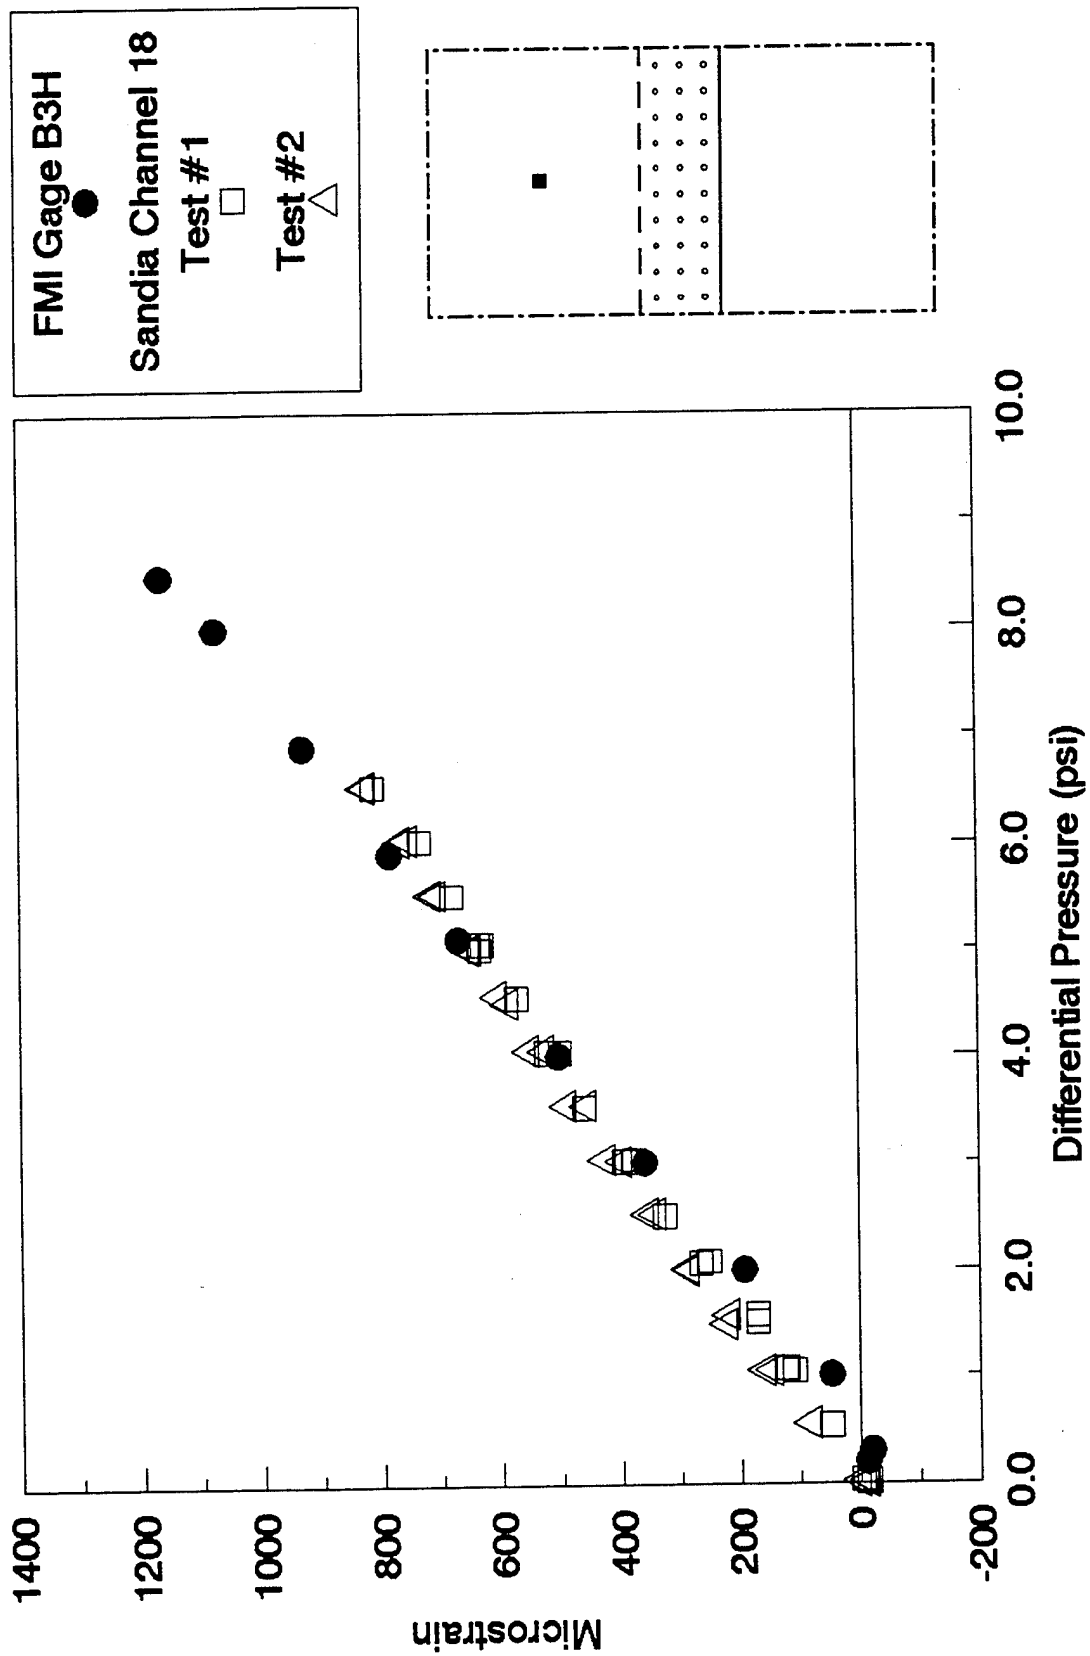 FMI Gage B3H
Sandia Channel 18
Test #1
Test #2
Microstrain
1400
1200
1000
800
600
400
200
0
-200
0.0
2.0
4.0
6.0
8.0
10.0
Differential Pressure (psi)